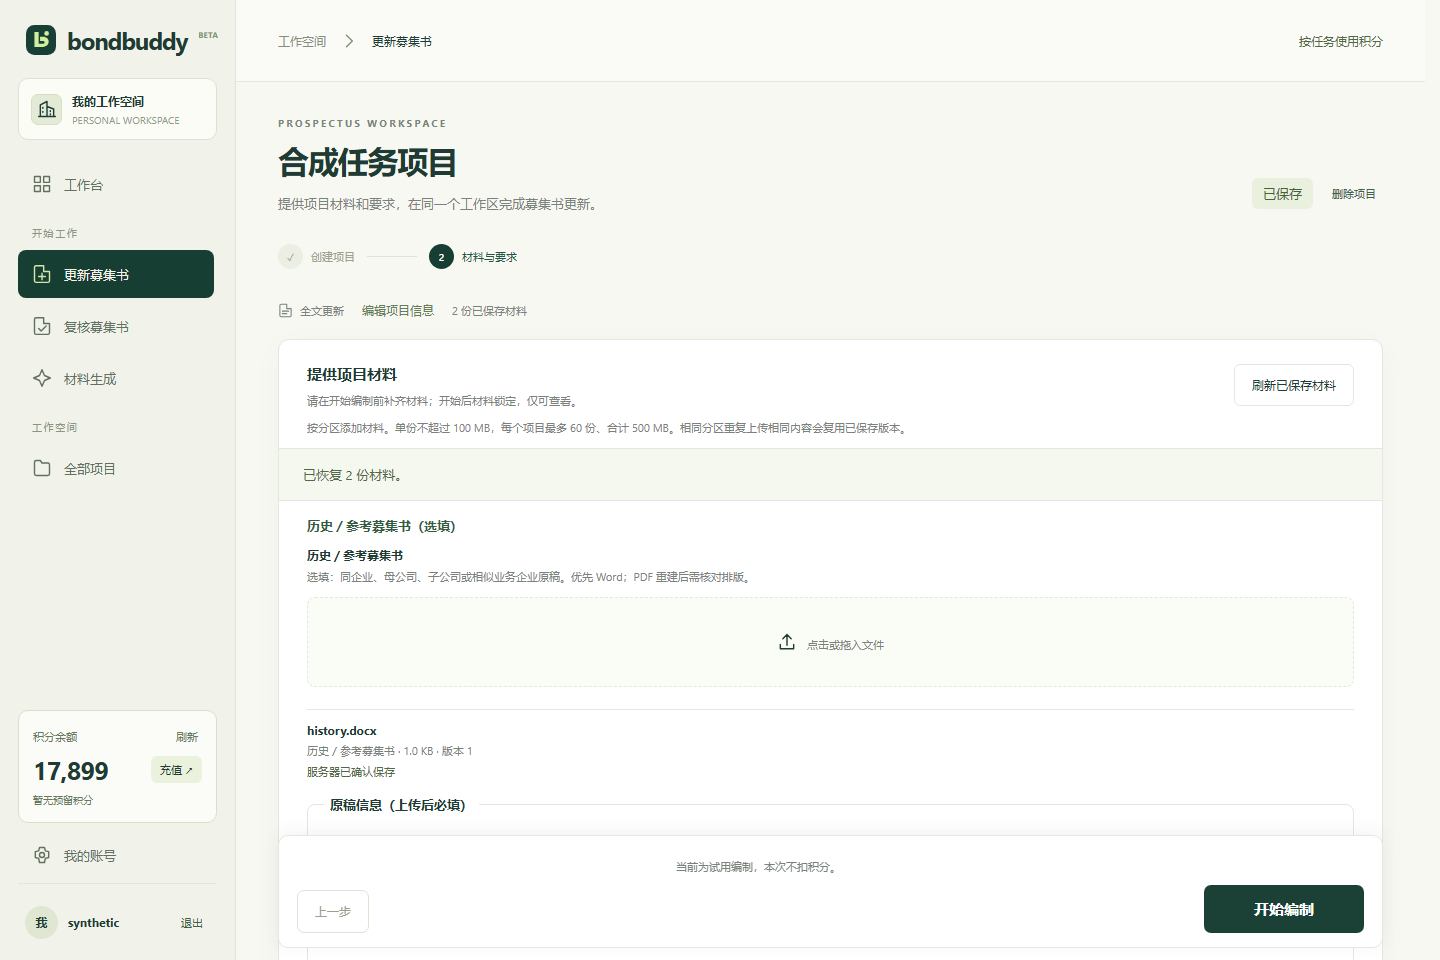 bondbuddy BETA
我的工作空间
PERSONAL WORKSPACE
工作台
开始工作
更新募集书
复核募集书
材料生成
工作空间
全部项目
积分余额 刷新
17,899 充值 ↗
暂无预留积分
我的账号
我 synthetic 退出
工作空间 更新募集书 按任务使用积分
PROSPECTUS WORKSPACE
合成任务项目
提供项目材料和要求，在同一个工作区完成募集书更新。
已保存 删除项目
✓ 创建项目 2 材料与要求
全文更新 编辑项目信息 2 份已保存材料
提供项目材料
请在开始编制前补齐材料；开始后材料锁定，仅可查看。
刷新已保存材料
按分区添加材料。单份不超过 100 MB，每个项目最多 60 份、合计 500 MB。相同分区重复上传相同内容会复用已保存版本。
已恢复 2 份材料。
历史 / 参考募集书（选填）
历史 / 参考募集书
选填：同企业、母公司、子公司或相似业务企业原稿。优先 Word；PDF 重建后需核对排版。
点击或拖入文件
history.docx
历史 / 参考募集书 · 1.0 KB · 版本 1
服务器已确认保存
原稿信息（上传后必填）
当前为试用编制，本次不扣积分。
上一步 开始编制